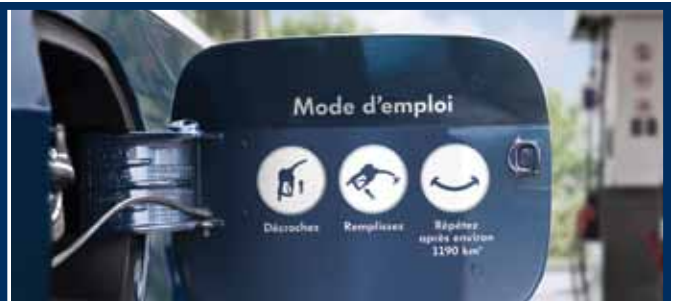 Mode d'emploi
Décrochez
Remplissez
Répétez
après environ
1190 km*